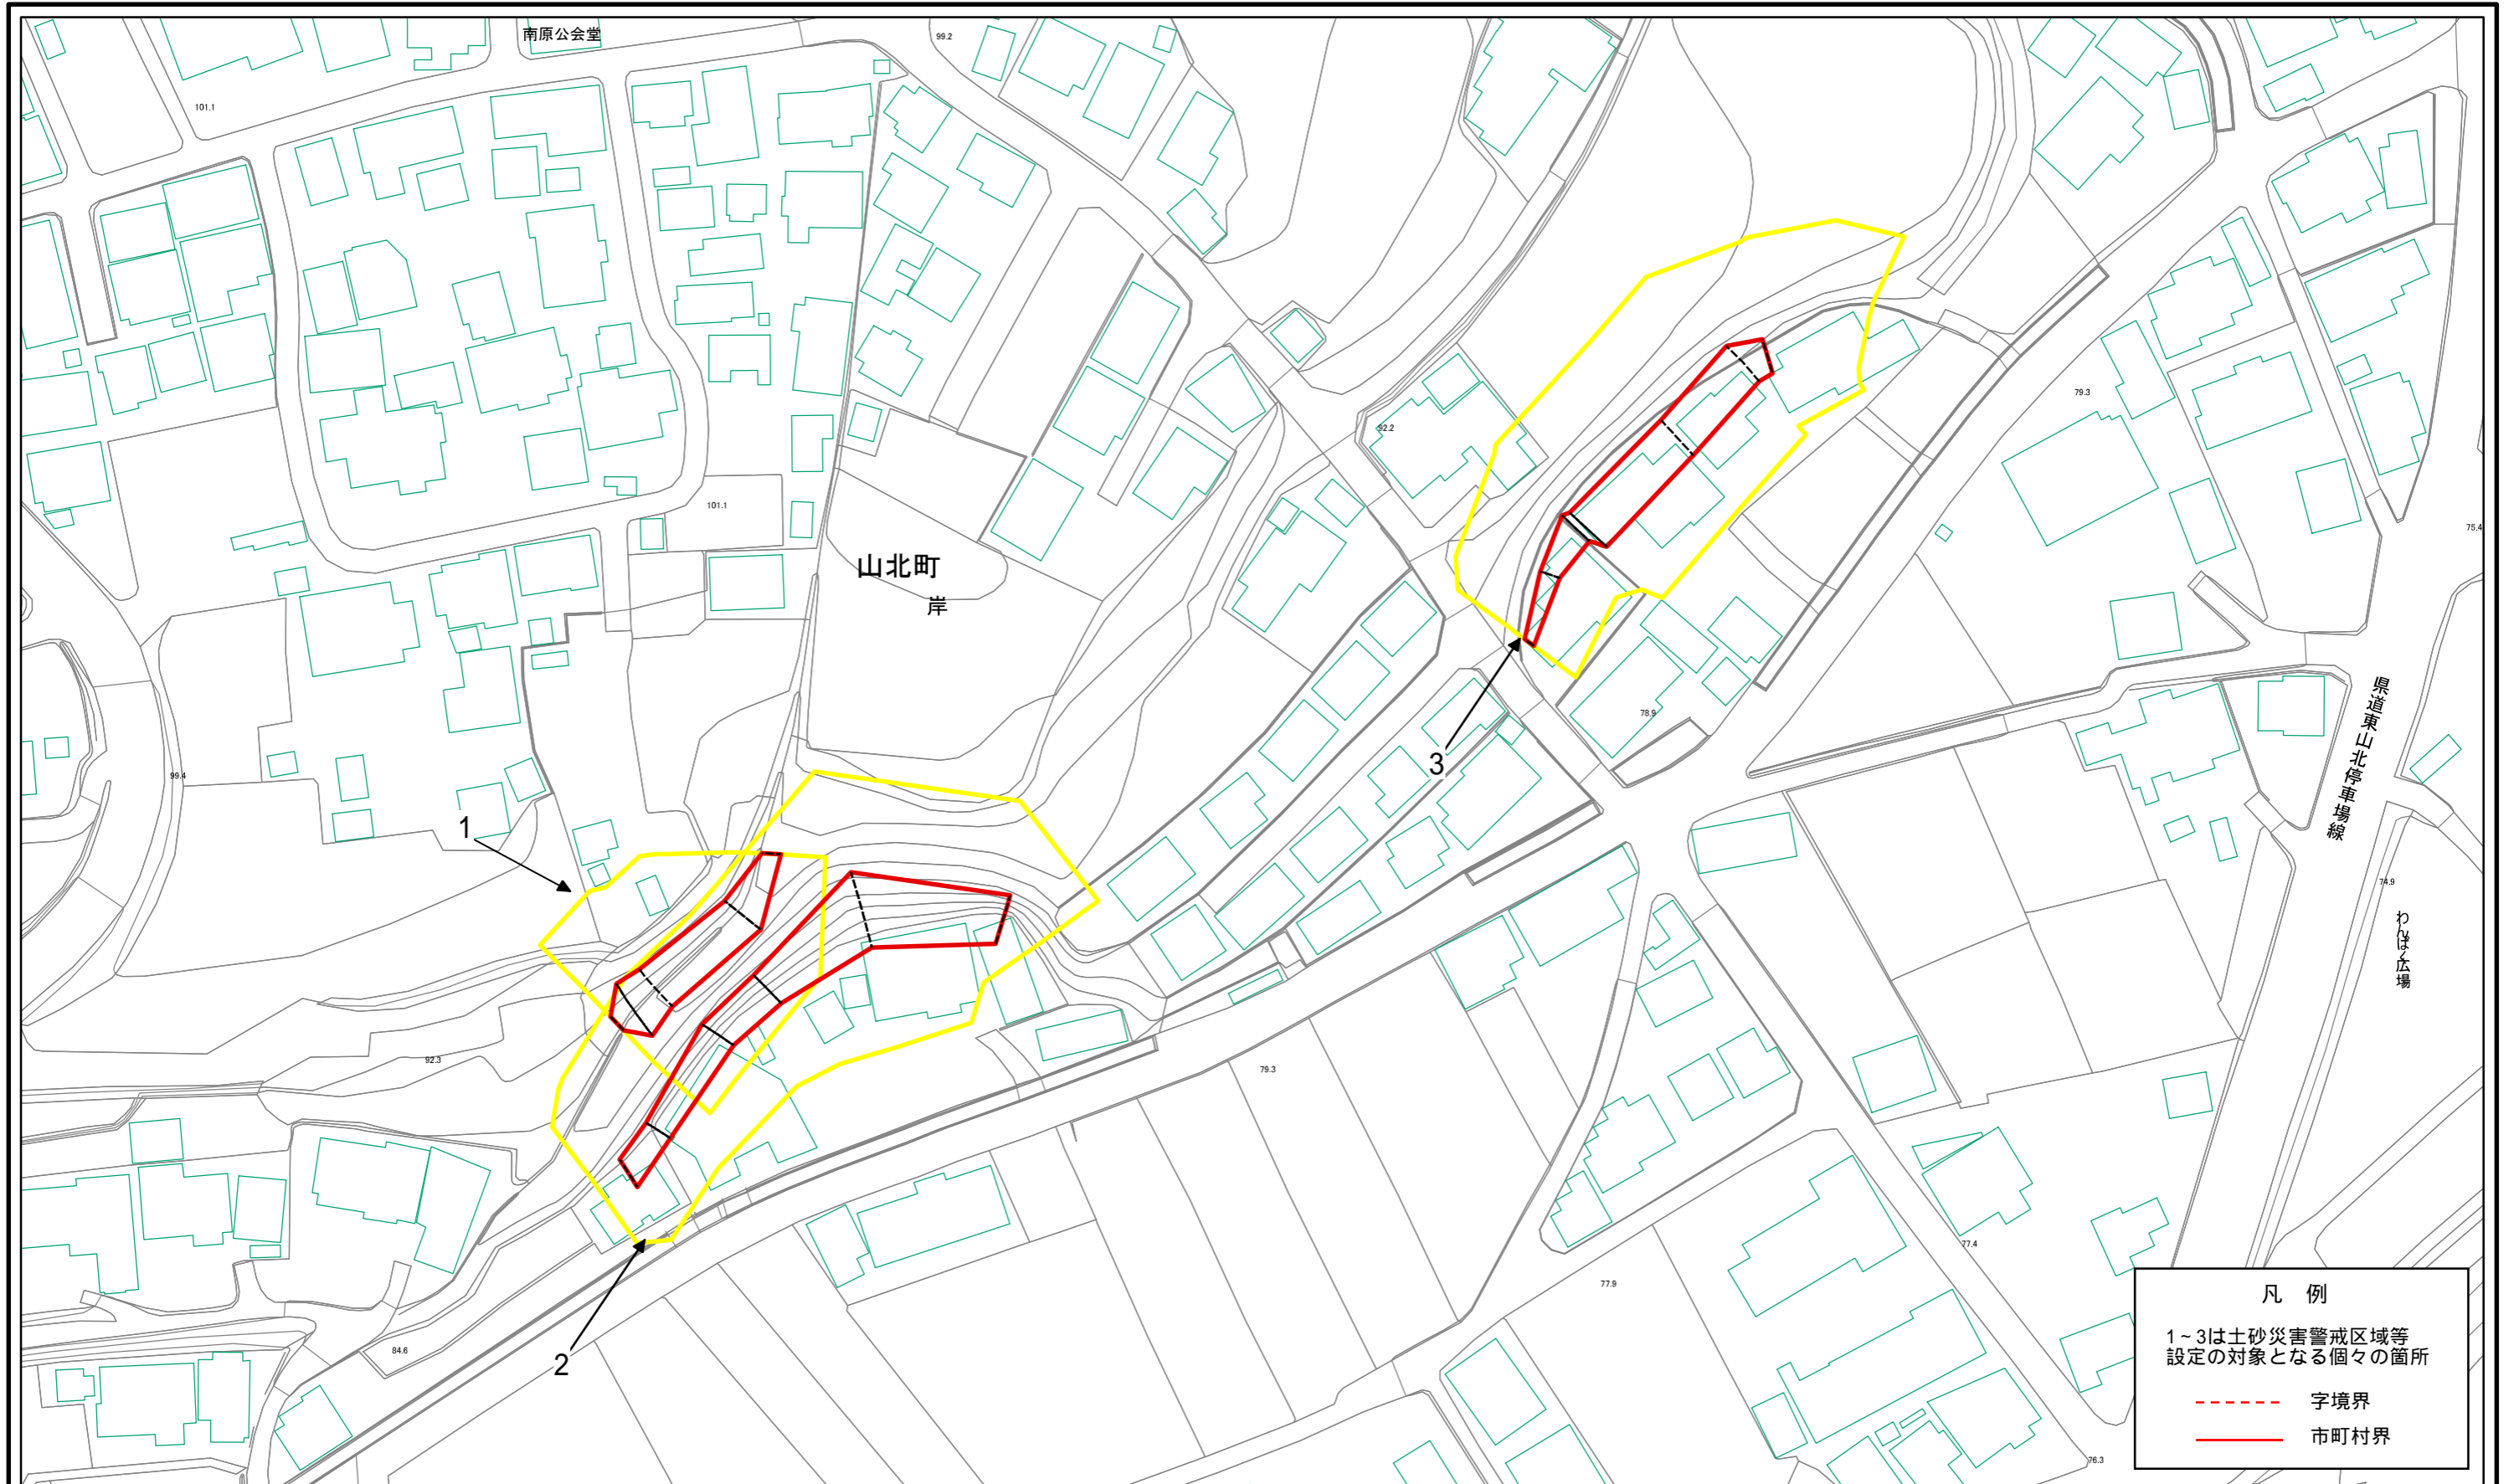 南原公会堂
99.2
101.1
79.3
92.2
101.1
75.4
山北町
岸
県道東山北停車場線
78.9
3
99.4
1
74.9
わんぱく広場
92.3
79.3
77.4
77.9
84.6
2
76.3
凡 例
1~3は土砂災害警戒区域等
設定の対象となる個々の箇所
字境界
市町村界